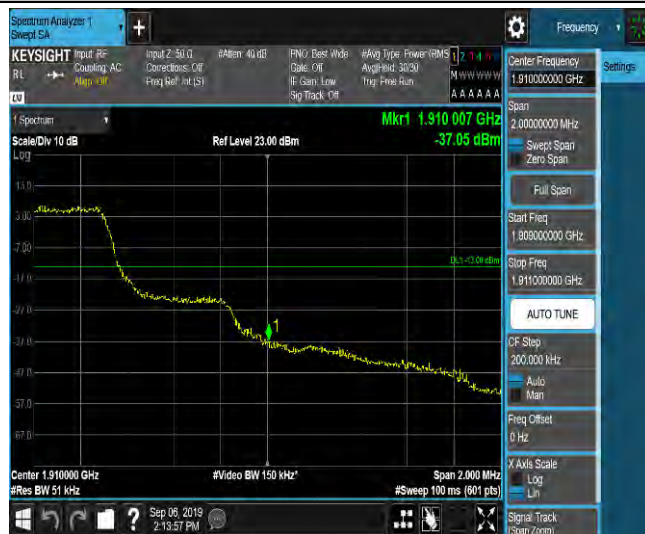 Spectrum Analyzer 1
Swept SA
+
Frequency
KEYSIGHT Input: RF Input Z: 50 Ω #Atten: 40 dB PNO: Best Wide #Avg Type: Power (RMS 1 2 3 4 5 6
RL Coupling: AC Corrections: Off Gate: Off Avg|Hold: 30/30 M W W W W W
Align: Off Freq Ref: Int (S) IF Gain: Low Trig: Free Run
Sig Track: Off A A A A A A
Center Frequency
1.910000000 GHz
Settings
Span
2.00000000 MHz
Swept Span
Zero Span
Full Span
Start Freq
1.909000000 GHz
Stop Freq
1.911000000 GHz
AUTO TUNE
CF Step
200.000 kHz
Auto
Man
Freq Offset
0 Hz
X Axis Scale
Log
Lin
Signal Track
(Span Zoom)
1 Spectrum
Mkr1 1.910 007 GHz
Scale/Div 10 dB Ref Level 23.00 dBm -37.05 dBm
Log
13.0
3.00
-7.00
DL1 -13.00 dBm
-17.0
-27.0
1
-37.0
-47.0
-57.0
-67.0
Center 1.910000 GHz #Video BW 150 kHz* Span 2.000 MHz
#Res BW 51 kHz #Sweep 100 ms (601 pts)
?
Sep 06, 2019
2:13:57 PM